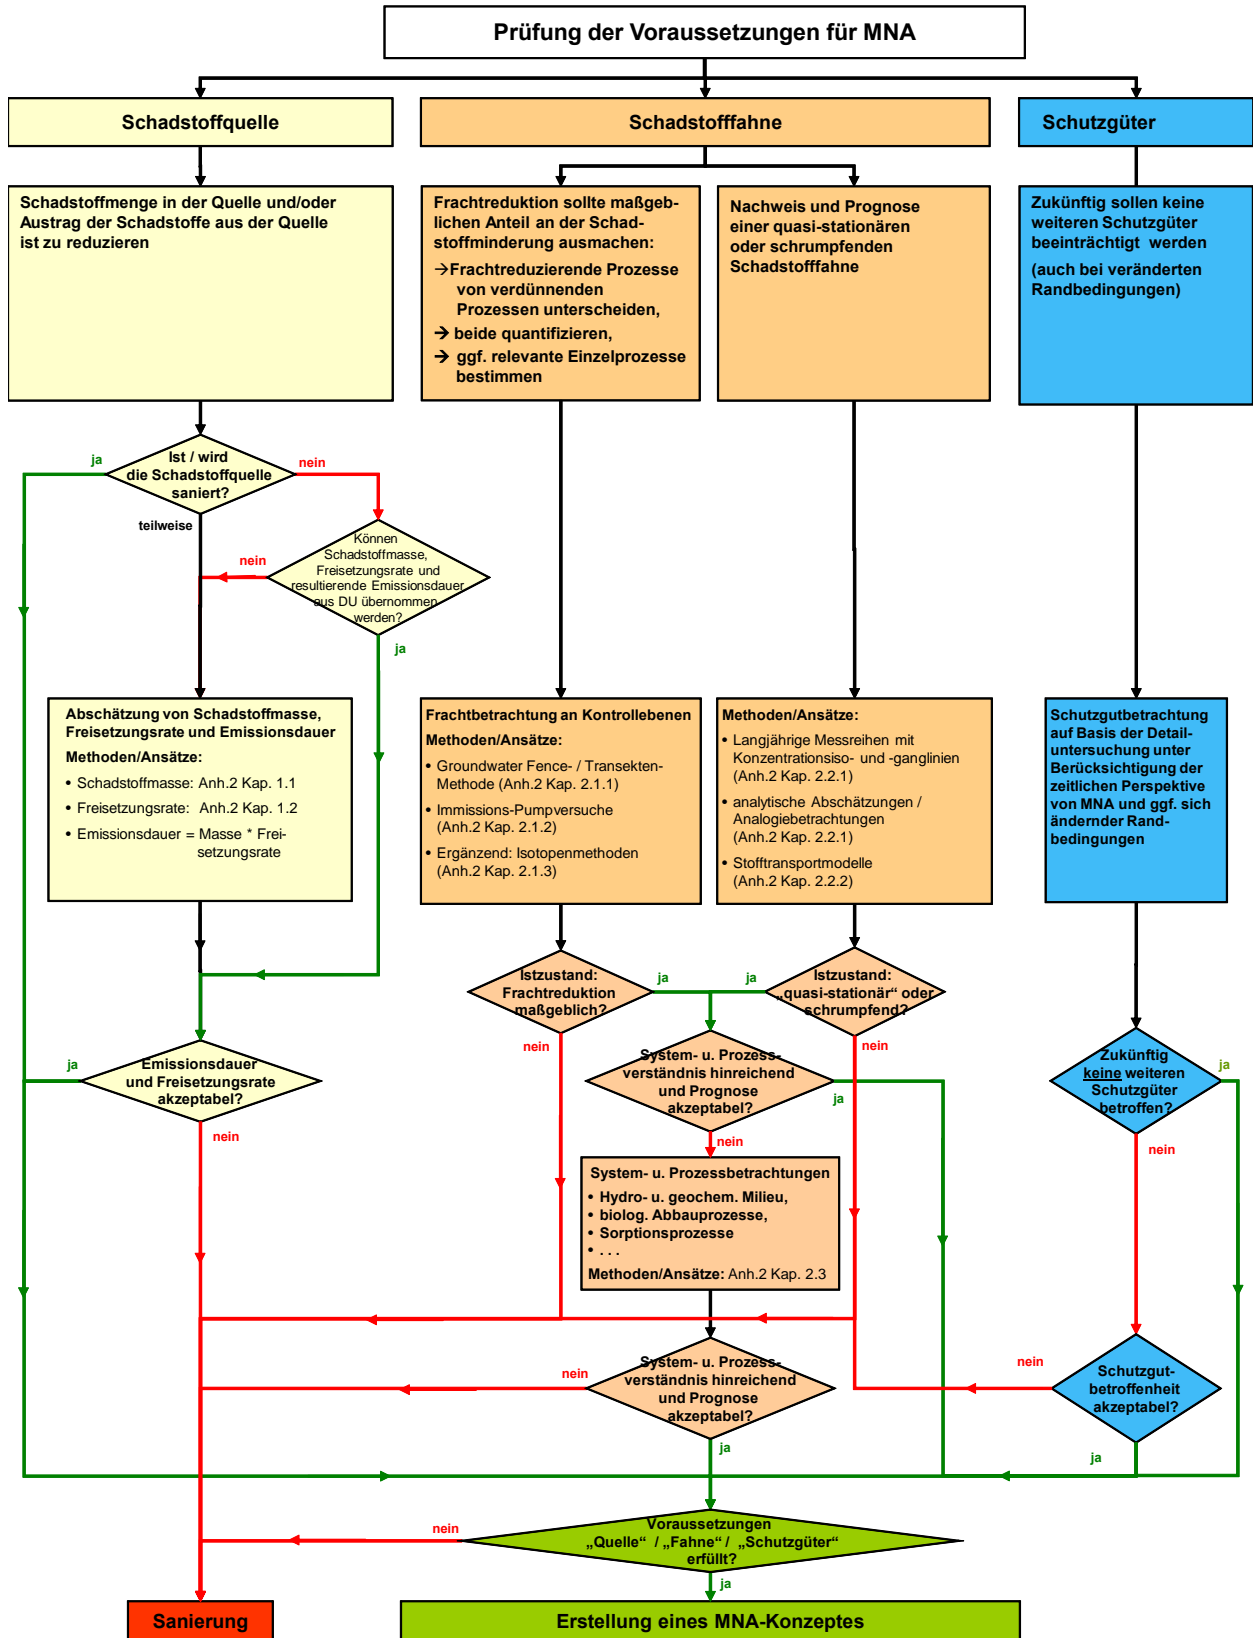 Prüfung der Voraussetzungen für MNA
Schadstoffquelle
Schadstofffahne
Schutzgüter
Schadstoffmenge in der Quelle und/oder
Austrag der Schadstoffe aus der Quelle
ist zu reduzieren
Frachtreduktion sollte maßgeb-
lichen Anteil an der Schad-
stoffminderung ausmachen:
→Frachtreduzierende Prozesse
von verdünnenden
Prozessen unterscheiden,
→ beide quantifizieren,
→ ggf. relevante Einzelprozesse
bestimmen
Nachweis und Prognose
einer quasi-stationären
oder schrumpfenden
Schadstofffahne
Zukünftig sollen keine
weiteren Schutzgüter
beeinträchtigt werden
(auch bei veränderten
Randbedingungen)
ja
Ist / wird
die Schadstoffquelle
saniert?
nein
teilweise
nein
Können
Schadstoffmasse,
Freisetzungsrate und
resultierende Emissionsdauer
aus DU übernommen
werden?
ja
Abschätzung von Schadstoffmasse,
Freisetzungsrate und Emissionsdauer
Methoden/Ansätze:
• Schadstoffmasse: Anh.2 Kap. 1.1
• Freisetzungsrate: Anh.2 Kap. 1.2
• Emissionsdauer = Masse * Frei-
setzungsrate
Frachtbetrachtung an Kontrollebenen
Methoden/Ansätze:
• Groundwater Fence- / Transekten-
Methode (Anh.2 Kap. 2.1.1)
• Immissions-Pumpversuche
(Anh.2 Kap. 2.1.2)
• Ergänzend: Isotopenmethoden
(Anh.2 Kap. 2.1.3)
Methoden/Ansätze:
• Langjährige Messreihen mit
Konzentrationsiso- und -ganglinien
(Anh.2 Kap. 2.2.1)
• analytische Abschätzungen /
Analogiebetrachtungen
(Anh.2 Kap. 2.2.1)
• Stofftransportmodelle
(Anh.2 Kap. 2.2.2)
Schutzgutbetrachtung
auf Basis der Detail-
untersuchung unter
Berücksichtigung der
zeitlichen Perspektive
von MNA und ggf. sich
ändernder Rand-
bedingungen
Istzustand:
Frachtreduktion
maßgeblich?
ja
ja
Istzustand:
„quasi-stationär“ oder
schrumpfend?
nein
nein
ja
Emissionsdauer
und Freisetzungsrate
akzeptabel?
nein
System- u. Prozess-
verständnis hinreichend
und Prognose
akzeptabel?
ja
nein
Zukünftig
keine weiteren
Schutzgüter
betroffen?
ja
nein
System- u. Prozessbetrachtungen
• Hydro- u. geochem. Milieu,
• biolog. Abbauprozesse,
• Sorptionsprozesse
• . . .
Methoden/Ansätze: Anh.2 Kap. 2.3
System- u. Prozess-
verständnis hinreichend
und Prognose
akzeptabel?
nein
ja
nein
Schutzgut-
betroffenheit
akzeptabel?
ja
nein
Voraussetzungen
„Quelle“ / „Fahne“ / „Schutzgüter“
erfüllt?
ja
Sanierung
Erstellung eines MNA-Konzeptes